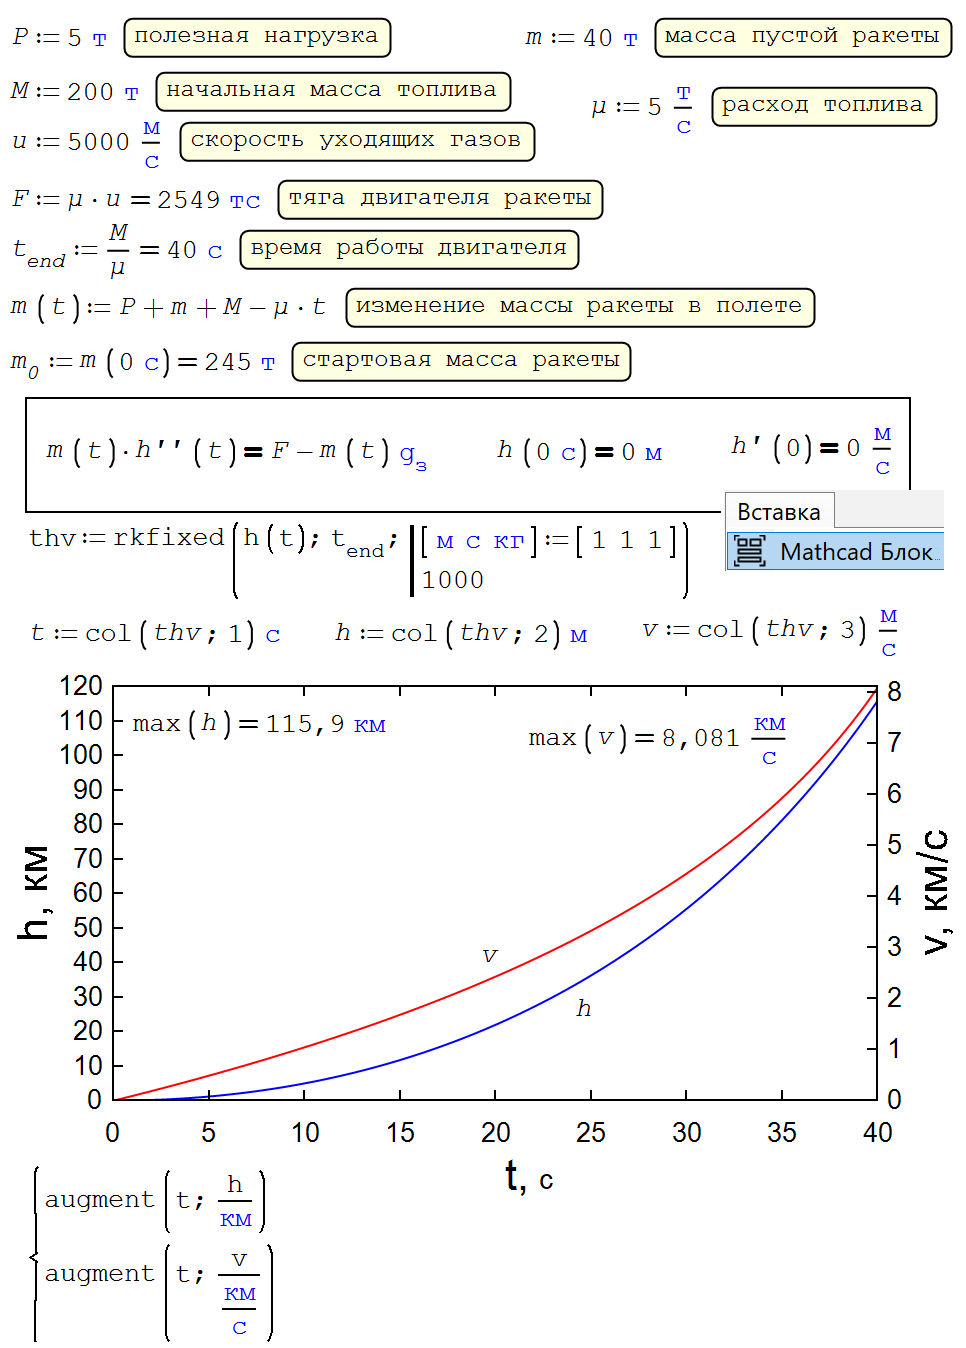 P:=5 т полезная нагрузка m:=40 т масса пустой ракеты
M:=200 т начальная масса топлива μ:=5 т/с расход топлива
u:=5000 м/с скорость уходящих газов
F:=μ·u=2549 тс тяга двигателя ракеты
t_end:=M/μ=40 с время работы двигателя
m(t):=P+m+M−μ·t изменение массы ракеты в полете
m_0:=m(0 с)=245 т стартовая масса ракеты
m(t)·h''(t)=F−m(t) g_з h(0 с)=0 м h'(0)=0 м/с
Вставка
Mathcad Блок...
thv:=rkfixed(h(t); t_end; [м с кг]:=[1 1 1]
1000)
t:=col(thv; 1) с h:=col(thv; 2) м v:=col(thv; 3) м/с
max(h)=115,9 км max(v)=8,081 км/с
120
110
100
90
80
70
60
50
40
30
20
10
0
h, км
v
h
8
7
6
5
4
3
2
1
0
v, км/с
0 5 10 15 20 25 30 35 40
t, с
augment(t; h/км)
augment(t; v/(км/с))